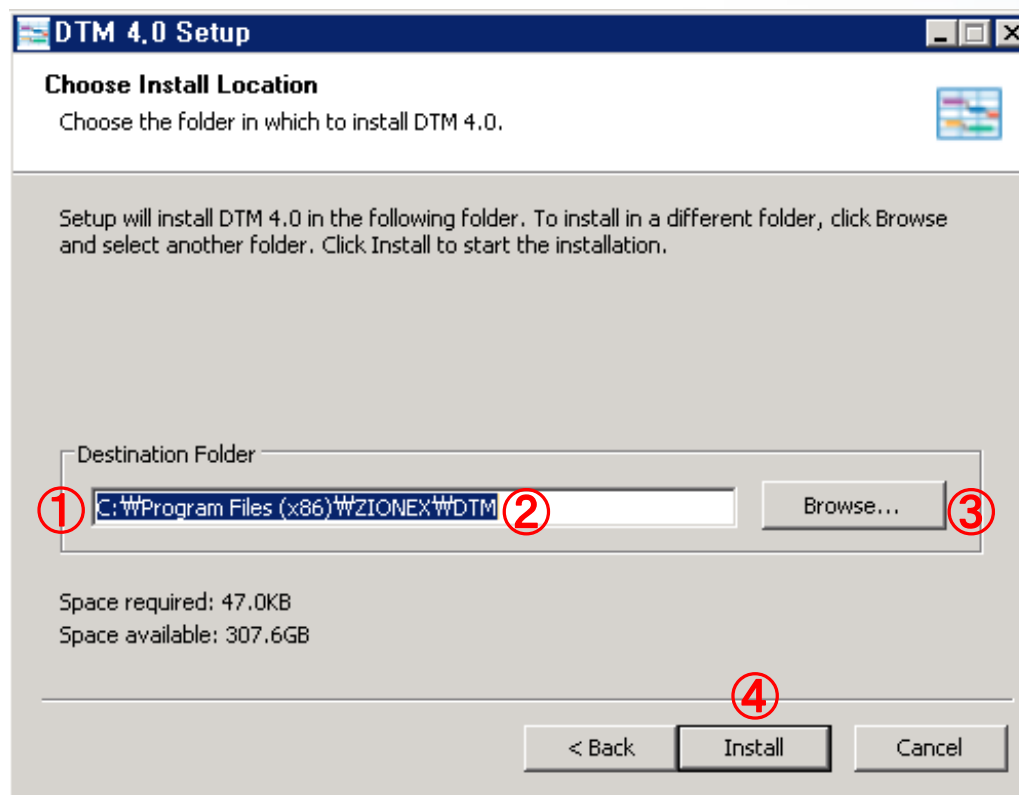 DTM 4.0 Setup
Choose Install Location
Choose the folder in which to install DTM 4.0.
Setup will install DTM 4.0 in the following folder. To install in a different folder, click Browse
and select another folder. Click Install to start the installation.
Destination Folder
① C:₩Program Files (x86)₩ZIONEX₩DTM ② Browse... ③
Space required: 47.0KB
Space available: 307.6GB
④
< Back Install Cancel